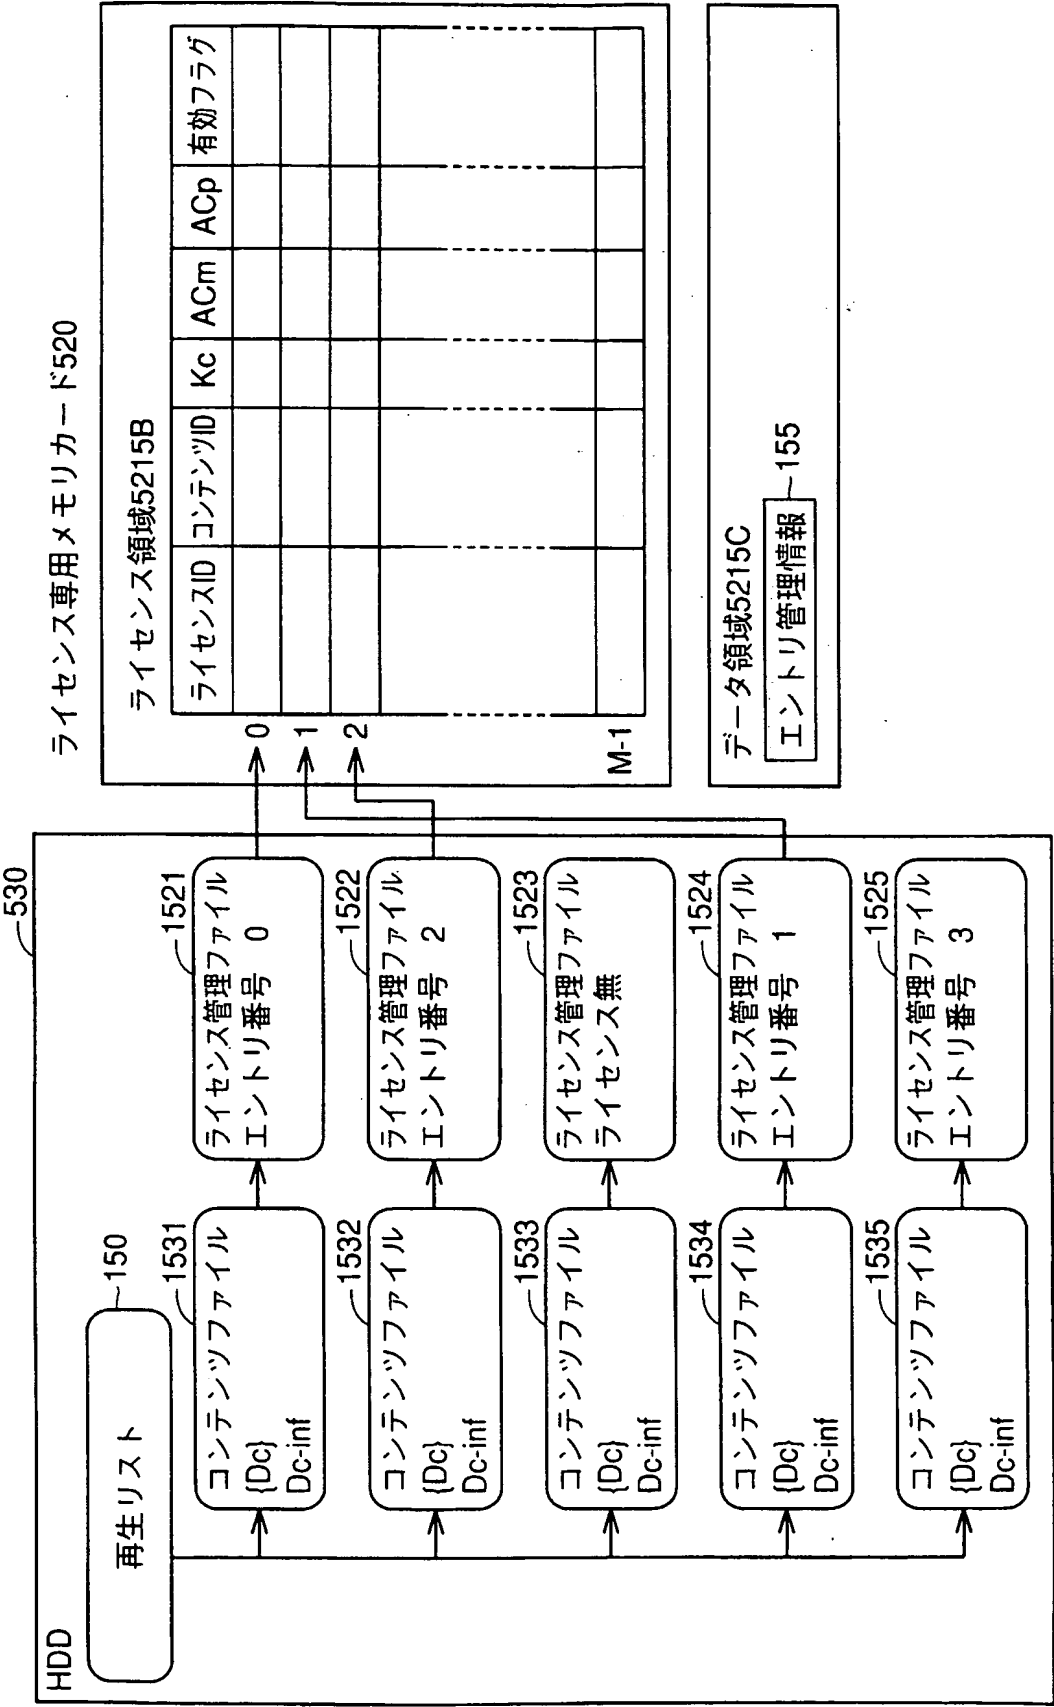 HDD
530
再生リスト
150
コンテンツファイル
{Dc}
Dc-inf
1531
ライセンス管理ファイル
エントリ番号 0
1521
コンテンツファイル
{Dc}
Dc-inf
1532
ライセンス管理ファイル
エントリ番号 2
1522
コンテンツファイル
{Dc}
Dc-inf
1533
ライセンス管理ファイル
ライセンス無
1523
コンテンツファイル
{Dc}
Dc-inf
1534
ライセンス管理ファイル
エントリ番号 1
1524
コンテンツファイル
{Dc}
Dc-inf
1535
ライセンス管理ファイル
エントリ番号 3
1525
ライセンス専用メモリカード520
ライセンス領域5215B
ライセンスID コンテンツID Kc ACm ACp 有効フラグ
0
1
2
M-1
データ領域5215C
エントリ管理情報
155